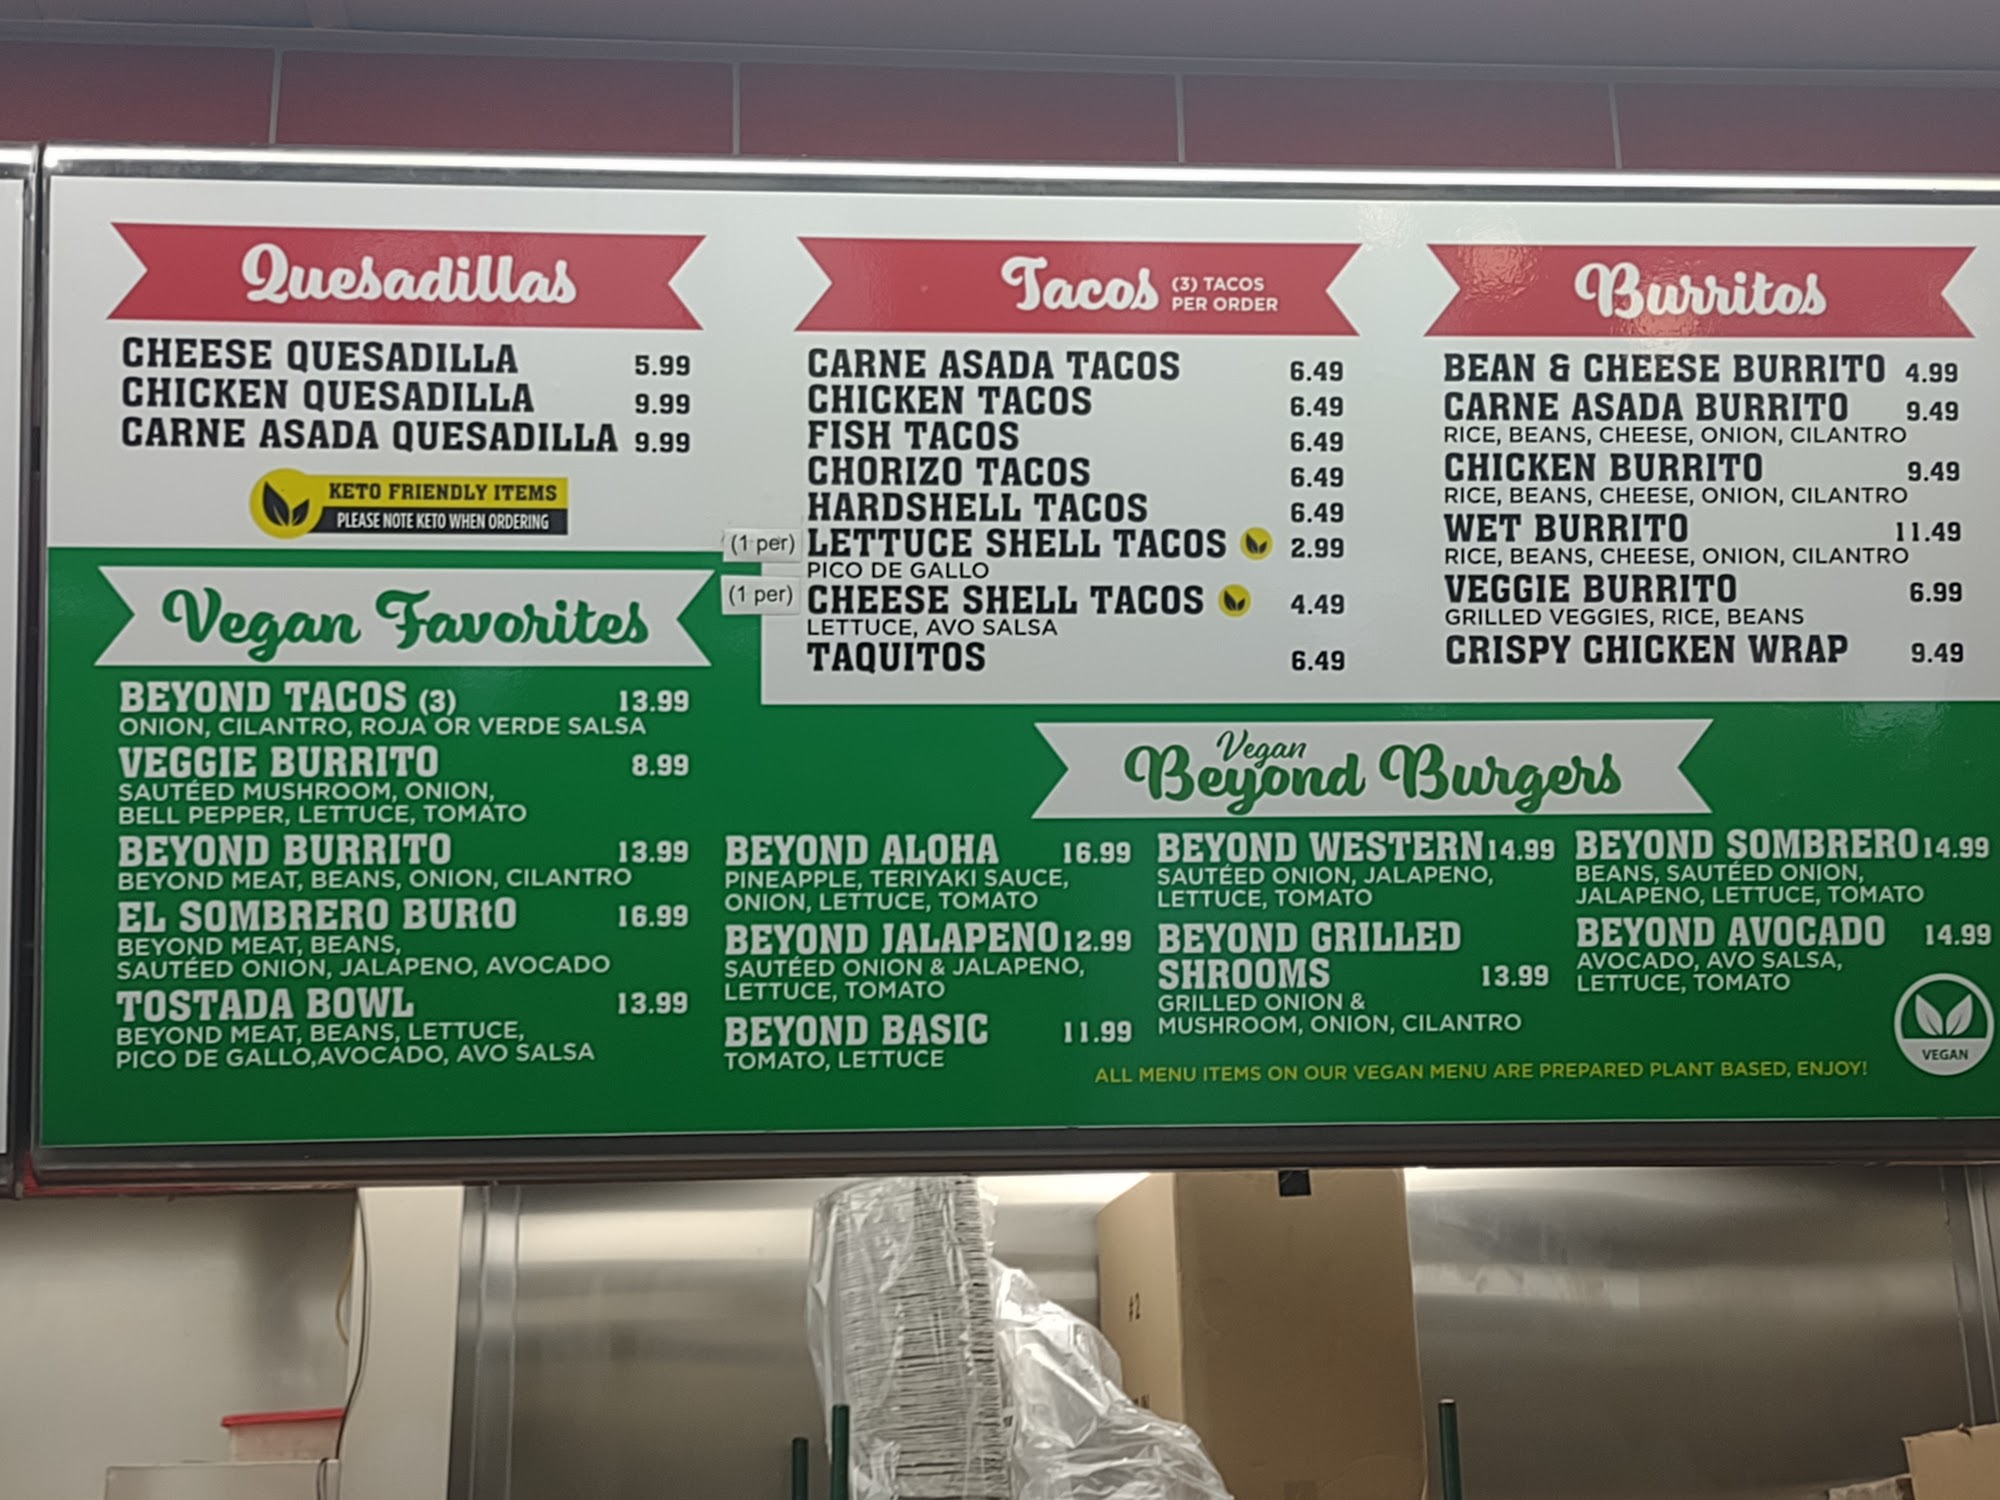 Quesadillas
CHEESE QUESADILLA 5.99
CHICKEN QUESADILLA 9.99
CARNE ASADA QUESADILLA 9.99
KETO FRIENDLY ITEMS
PLEASE NOTE KETO WHEN ORDERING
Tacos (3) TACOS
PER ORDER
CARNE ASADA TACOS 6.49
CHICKEN TACOS 6.49
FISH TACOS 6.49
CHORIZO TACOS 6.49
HARDSHELL TACOS 6.49
(1 per) LETTUCE SHELL TACOS 2.99
PICO DE GALLO
(1 per) CHEESE SHELL TACOS 4.49
LETTUCE, AVO SALSA
TAQUITOS 6.49
Burritos
BEAN & CHEESE BURRITO 4.99
CARNE ASADA BURRITO 9.49
RICE, BEANS, CHEESE, ONION, CILANTRO
CHICKEN BURRITO 9.49
RICE, BEANS, CHEESE, ONION, CILANTRO
WET BURRITO 11.49
RICE, BEANS, CHEESE, ONION, CILANTRO
VEGGIE BURRITO 6.99
GRILLED VEGGIES, RICE, BEANS
CRISPY CHICKEN WRAP 9.49
Vegan Favorites
BEYOND TACOS (3) 13.99
ONION, CILANTRO, ROJA OR VERDE SALSA
VEGGIE BURRITO 8.99
SAUTÉED MUSHROOM, ONION,
BELL PEPPER, LETTUCE, TOMATO
BEYOND BURRITO 13.99
BEYOND MEAT, BEANS, ONION, CILANTRO
EL SOMBRERO BURtO 16.99
BEYOND MEAT, BEANS,
SAUTÉED ONION, JALAPENO, AVOCADO
TOSTADA BOWL 13.99
BEYOND MEAT, BEANS, LETTUCE,
PICO DE GALLO,AVOCADO, AVO SALSA
Vegan
Beyond Burgers
BEYOND ALOHA 16.99
PINEAPPLE, TERIYAKI SAUCE,
ONION, LETTUCE, TOMATO
BEYOND JALAPENO 12.99
SAUTÉED ONION & JALAPENO,
LETTUCE, TOMATO
BEYOND BASIC 11.99
TOMATO, LETTUCE
BEYOND WESTERN 14.99
SAUTÉED ONION, JALAPENO,
LETTUCE, TOMATO
BEYOND GRILLED
SHROOMS 13.99
GRILLED ONION &
MUSHROOM, ONION, CILANTRO
BEYOND SOMBRERO 14.99
BEANS, SAUTÉED ONION,
JALAPENO, LETTUCE, TOMATO
BEYOND AVOCADO 14.99
AVOCADO, AVO SALSA,
LETTUCE, TOMATO
VEGAN
ALL MENU ITEMS ON OUR VEGAN MENU ARE PREPARED PLANT BASED, ENJOY!
#2